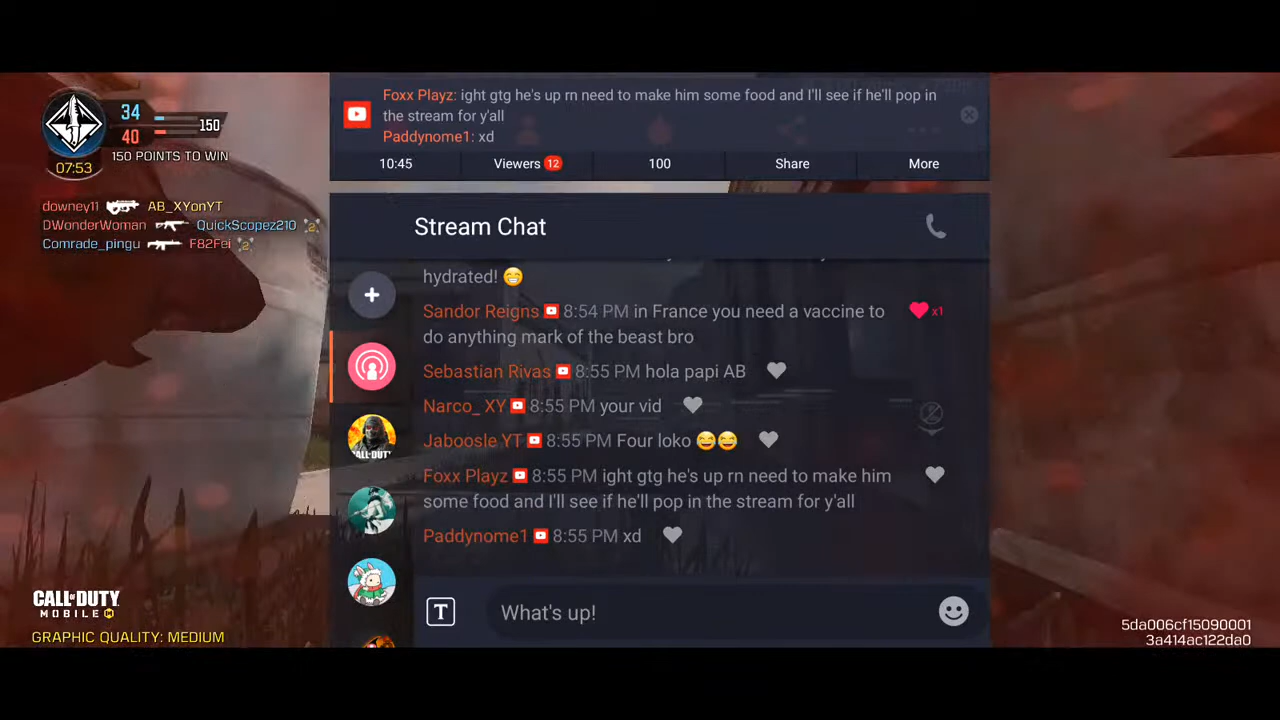 34
40
150
150 POINTS TO WIN
07:53
downey11 AB_XYonYT
DWonderWoman QuickScopez210 2
Comrade_pingu F82Fei 2
Foxx Playz: ight gtg he's up rn need to make him some food and I'll see if he'll pop in
the stream for y'all
Paddynome1: xd
10:45 Viewers 12 100 Share More
Stream Chat
hydrated! 😁
Sandor Reigns 8:54 PM in France you need a vaccine to x1
do anything mark of the beast bro
Sebastian Rivas 8:55 PM hola papi AB
Narco_ XY 8:55 PM your vid
Jaboosle YT 8:55 PM Four loko 😂😂
Foxx Playz 8:55 PM ight gtg he's up rn need to make him
some food and I'll see if he'll pop in the stream for y'all
Paddynome1 8:55 PM xd
T What's up!
CALL OF DUTY
MOBILE
GRAPHIC QUALITY: MEDIUM
5da006cf15090001
3a414ac122da0